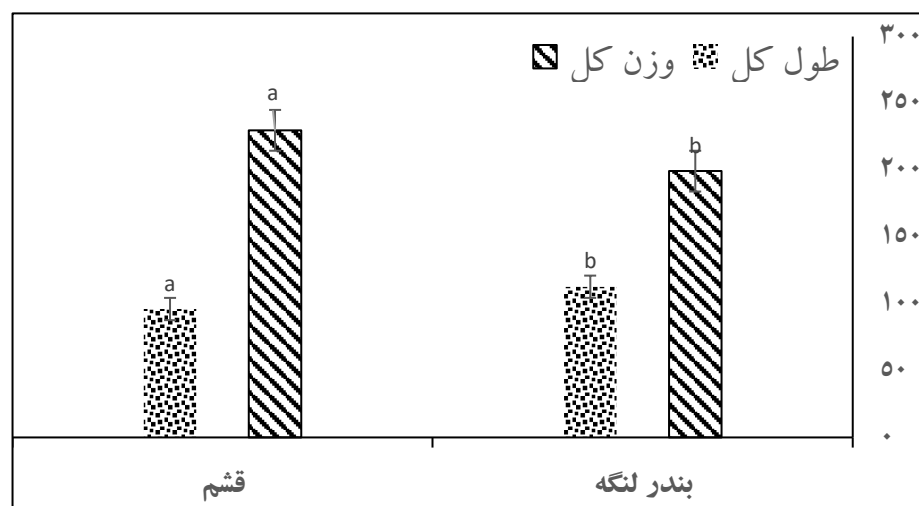 ۳۰۰
۲۵۰
۲۰۰
۱۵۰
۱۰۰
۵۰
۰
طول کل
وزن کل
b
b
a
a
بندر لنگه
قشم